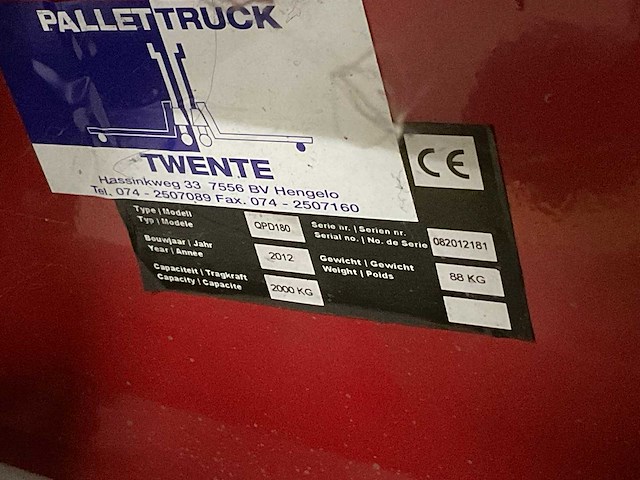 PALLETTRUCK
TWENTE
Hassinkweg 33 7556 BV Hengelo
Tel. 074 - 2507089 Fax. 074 - 2507160
CE
Type | Modell
Typ | Modele
QPD180
Serie nr. | Serien nr.
Serial no. | No. de Serie
082012181
Bouwjaar | Jahr
Year | Année
2012
Gewicht | Gewicht
Weight | Poids
88 KG
Capaciteit | Tragkraft
Capacity | Capacite
2000 KG